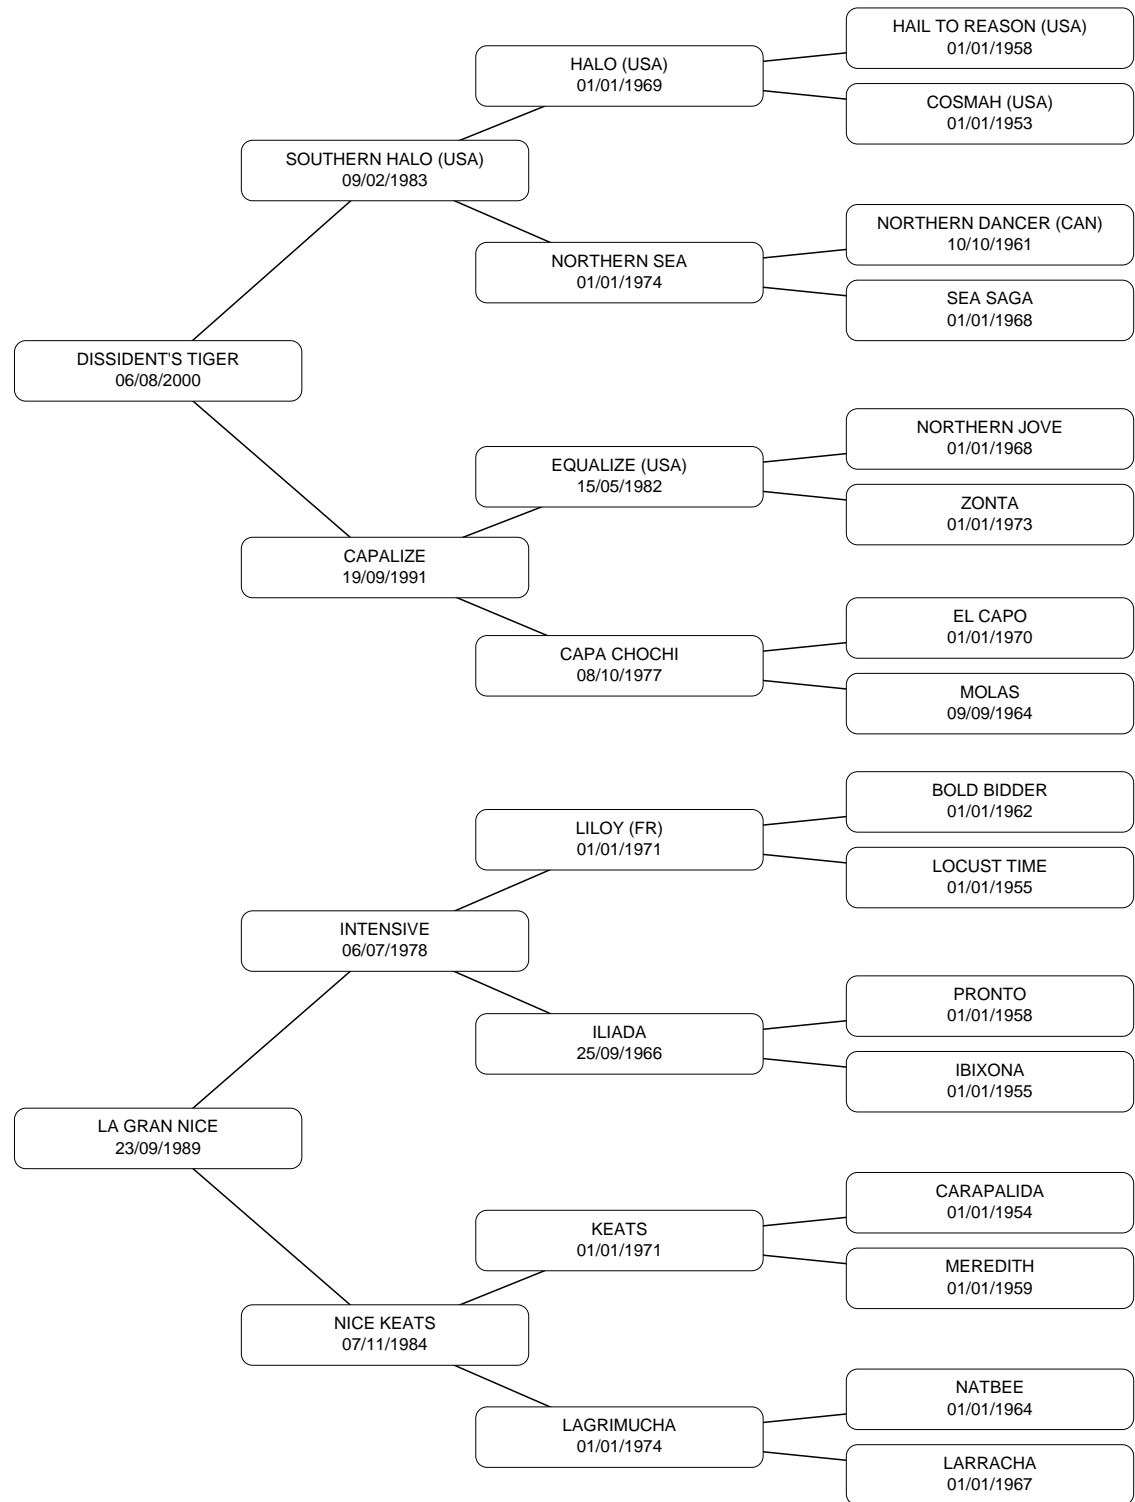 HAIL TO REASON (USA)
01/01/1958
HALO (USA)
01/01/1969
COSMAH (USA)
01/01/1953
SOUTHERN HALO (USA)
09/02/1983
NORTHERN DANCER (CAN)
10/10/1961
NORTHERN SEA
01/01/1974
SEA SAGA
01/01/1968
DISSIDENT'S TIGER
06/08/2000
NORTHERN JOVE
01/01/1968
EQUALIZE (USA)
15/05/1982
ZONTA
01/01/1973
CAPALIZE
19/09/1991
EL CAPO
01/01/1970
CAPA CHOCHI
08/10/1977
MOLAS
09/09/1964
BOLD BIDDER
01/01/1962
LILOY (FR)
01/01/1971
LOCUST TIME
01/01/1955
INTENSIVE
06/07/1978
PRONTO
01/01/1958
ILIADA
25/09/1966
IBIXONA
01/01/1955
LA GRAN NICE
23/09/1989
CARAPALIDA
01/01/1954
KEATS
01/01/1971
MEREDITH
01/01/1959
NICE KEATS
07/11/1984
NATBEE
01/01/1964
LAGRIMUCHA
01/01/1974
LARRACHA
01/01/1967